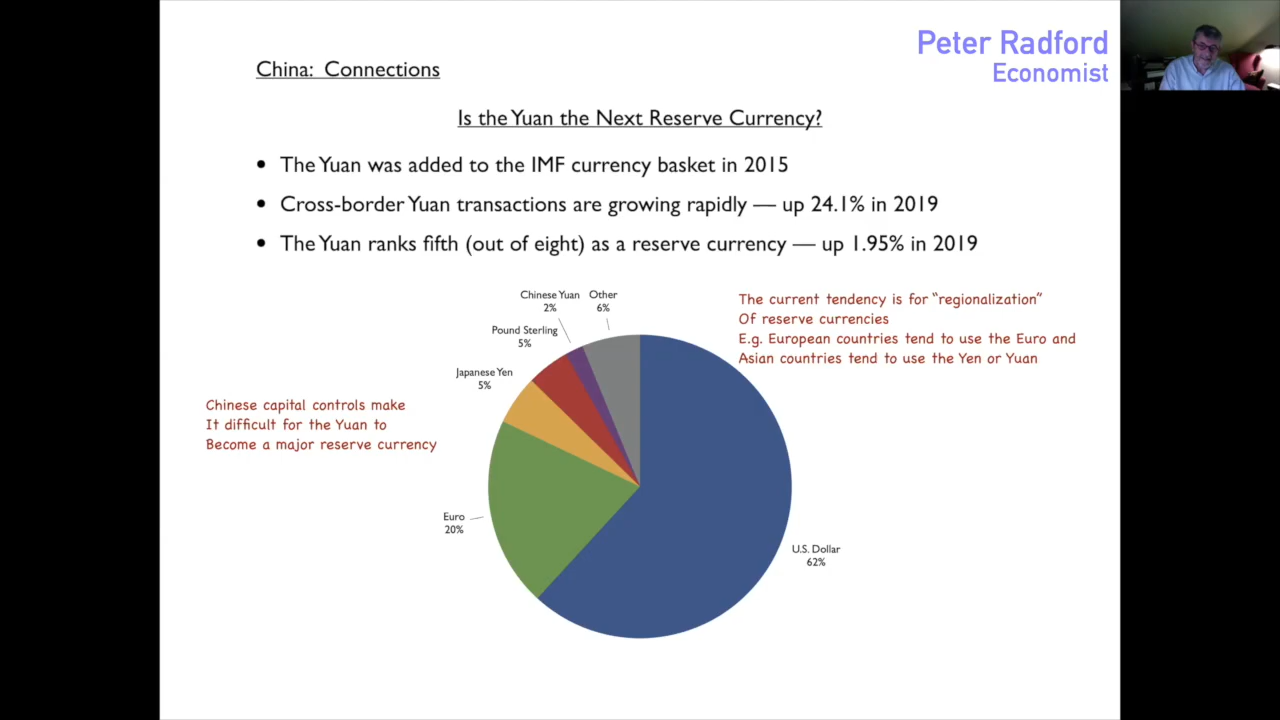 Peter Radford
Economist
China: Connections
Is the Yuan the Next Reserve Currency?
• The Yuan was added to the IMF currency basket in 2015
• Cross-border Yuan transactions are growing rapidly — up 24.1% in 2019
• The Yuan ranks fifth (out of eight) as a reserve currency — up 1.95% in 2019
Chinese Yuan
2%
Other
6%
Pound Sterling
5%
Japanese Yen
5%
The current tendency is for “regionalization”
Of reserve currencies
E.g. European countries tend to use the Euro and
Asian countries tend to use the Yen or Yuan
Chinese capital controls make
It difficult for the Yuan to
Become a major reserve currency
Euro
20%
U.S. Dollar
62%